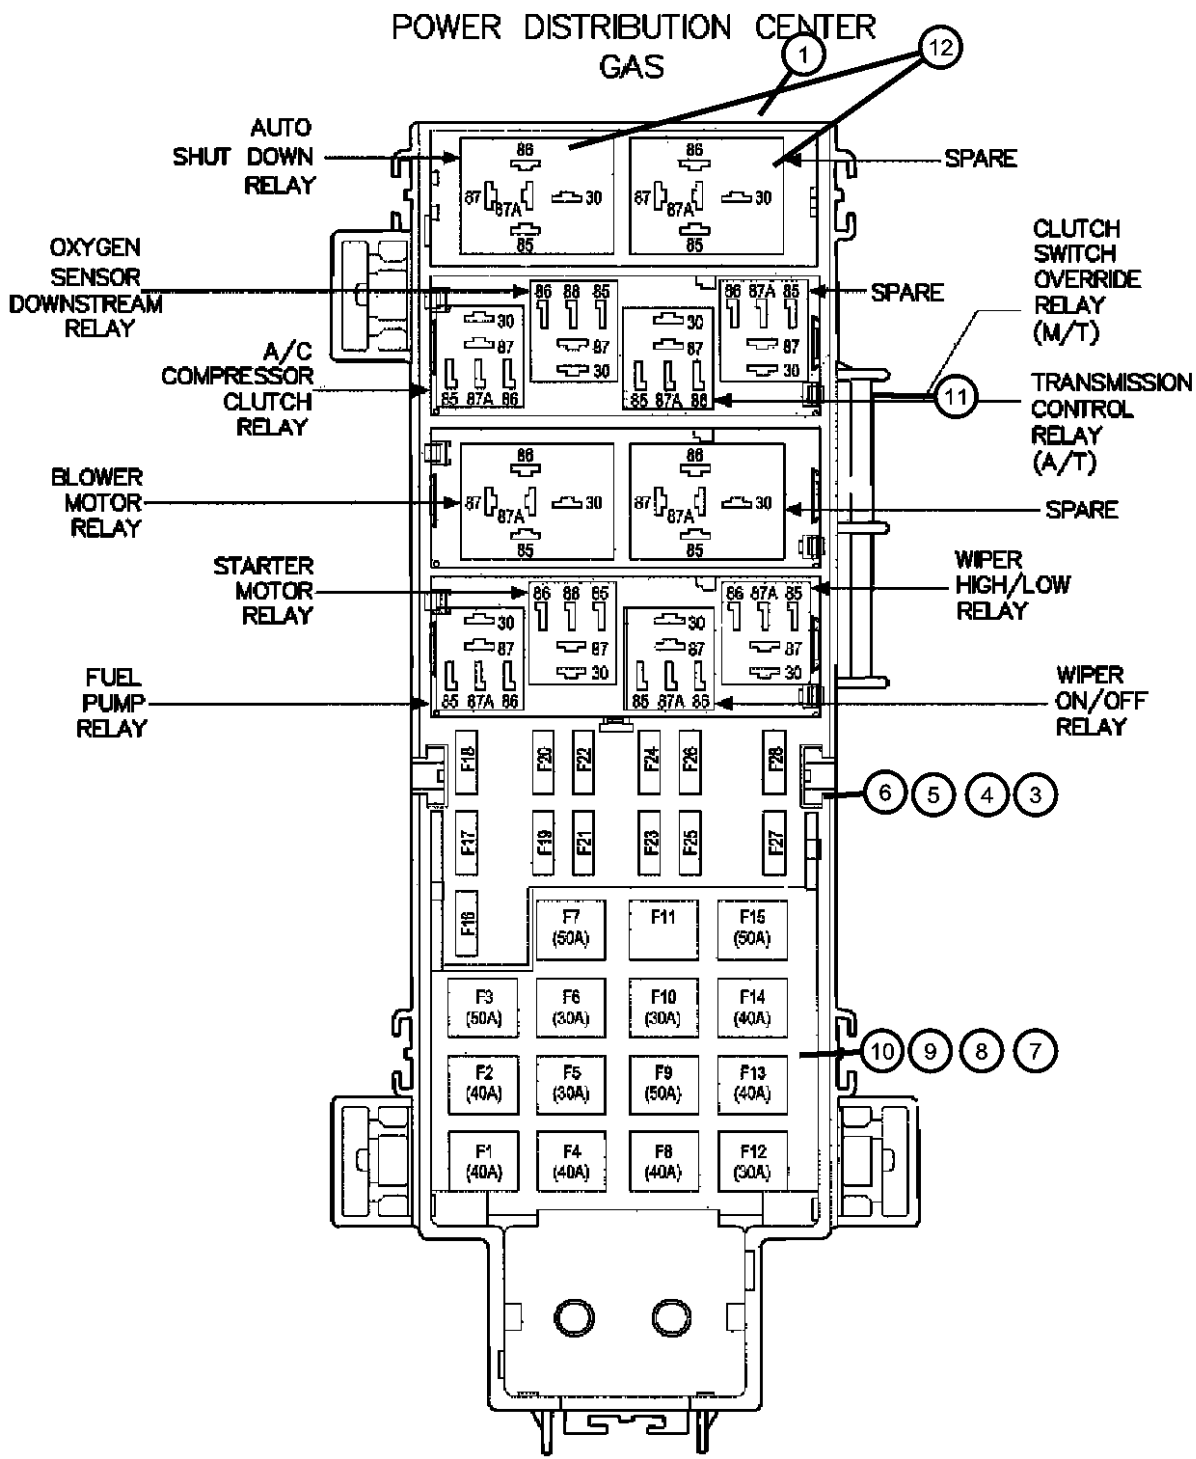 POWER DISTRIBUTION CENTER
GAS
1
12
AUTO
SHUT DOWN
RELAY
86
87
87A
30
85
86
87
87A
30
85
SPARE
OXYGEN
SENSOR
DOWNSTREAM
RELAY
86 88 85
87
30
86 87A 85
87
30
SPARE
CLUTCH
SWITCH
OVERRIDE
RELAY
(M/T)
A/C
COMPRESSOR
CLUTCH
RELAY
30
87
85 87A 86
30
87
85 87A 86
11
TRANSMISSION
CONTROL
RELAY
(A/T)
BLOWER
MOTOR
RELAY
86
87
87A
30
85
86
87
87A
30
85
SPARE
STARTER
MOTOR
RELAY
86 88 85
87
30
86 87A 85
87
30
WIPER
HIGH/LOW
RELAY
FUEL
PUMP
RELAY
30
87
85 87A 86
30
87
85 87A 86
WIPER
ON/OFF
RELAY
F18 F20 F22 F24 F26 F28
6 5 4 3
F17 F19 F21 F23 F25 F27
F16
F7
(50A)
F11
F15
(50A)
F3
(50A)
F6
(30A)
F10
(30A)
F14
(40A)
10 9 8 7
F2
(40A)
F5
(30A)
F9
(50A)
F13
(40A)
F1
(40A)
F4
(40A)
F8
(40A)
F12
(30A)